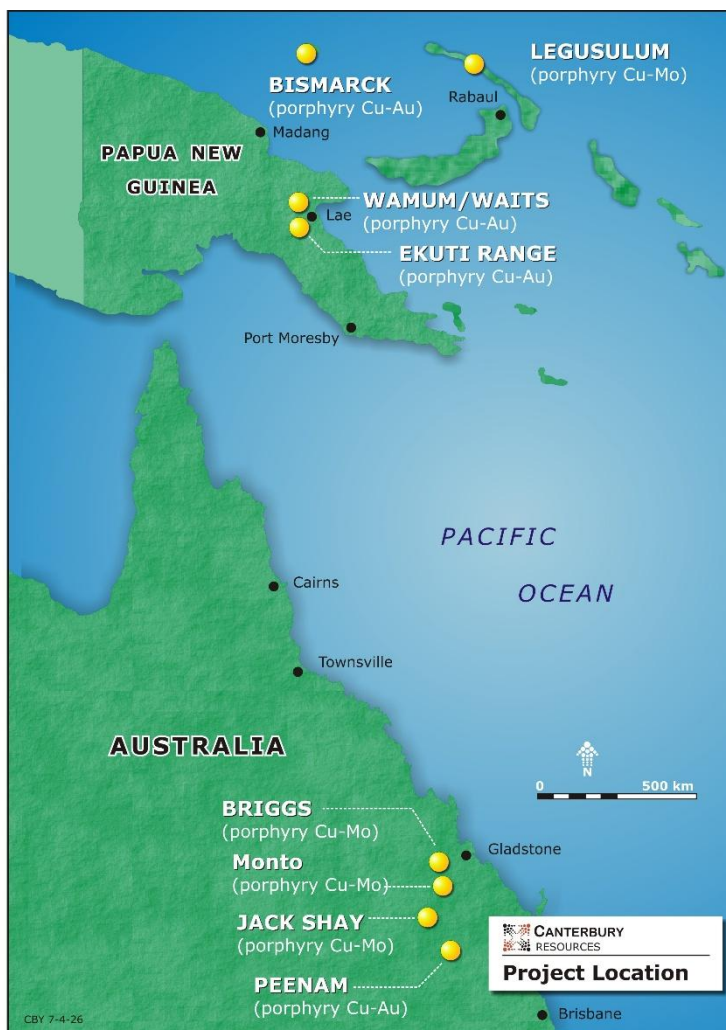 LEGUSULUM
(porphyry Cu-Mo)
BISMARCK
(porphyry Cu-Au)
Rabaul
Madang
PAPUA NEW
GUINEA
WAMUM/WAITS
(porphyry Cu-Au)
Lae
EKUTI RANGE
(porphyry Cu-Au)
Port Moresby
PACIFIC
OCEAN
Cairns
Townsville
AUSTRALIA
N
0 500 km
BRIGGS
(porphyry Cu-Mo)
Gladstone
Monto
(porphyry Cu-Mo)
JACK SHAY
(porphyry Cu-Mo)
PEENAM
(porphyry Cu-Au)
CANTERBURY
RESOURCES
Project Location
Brisbane
CBY 7-4-26